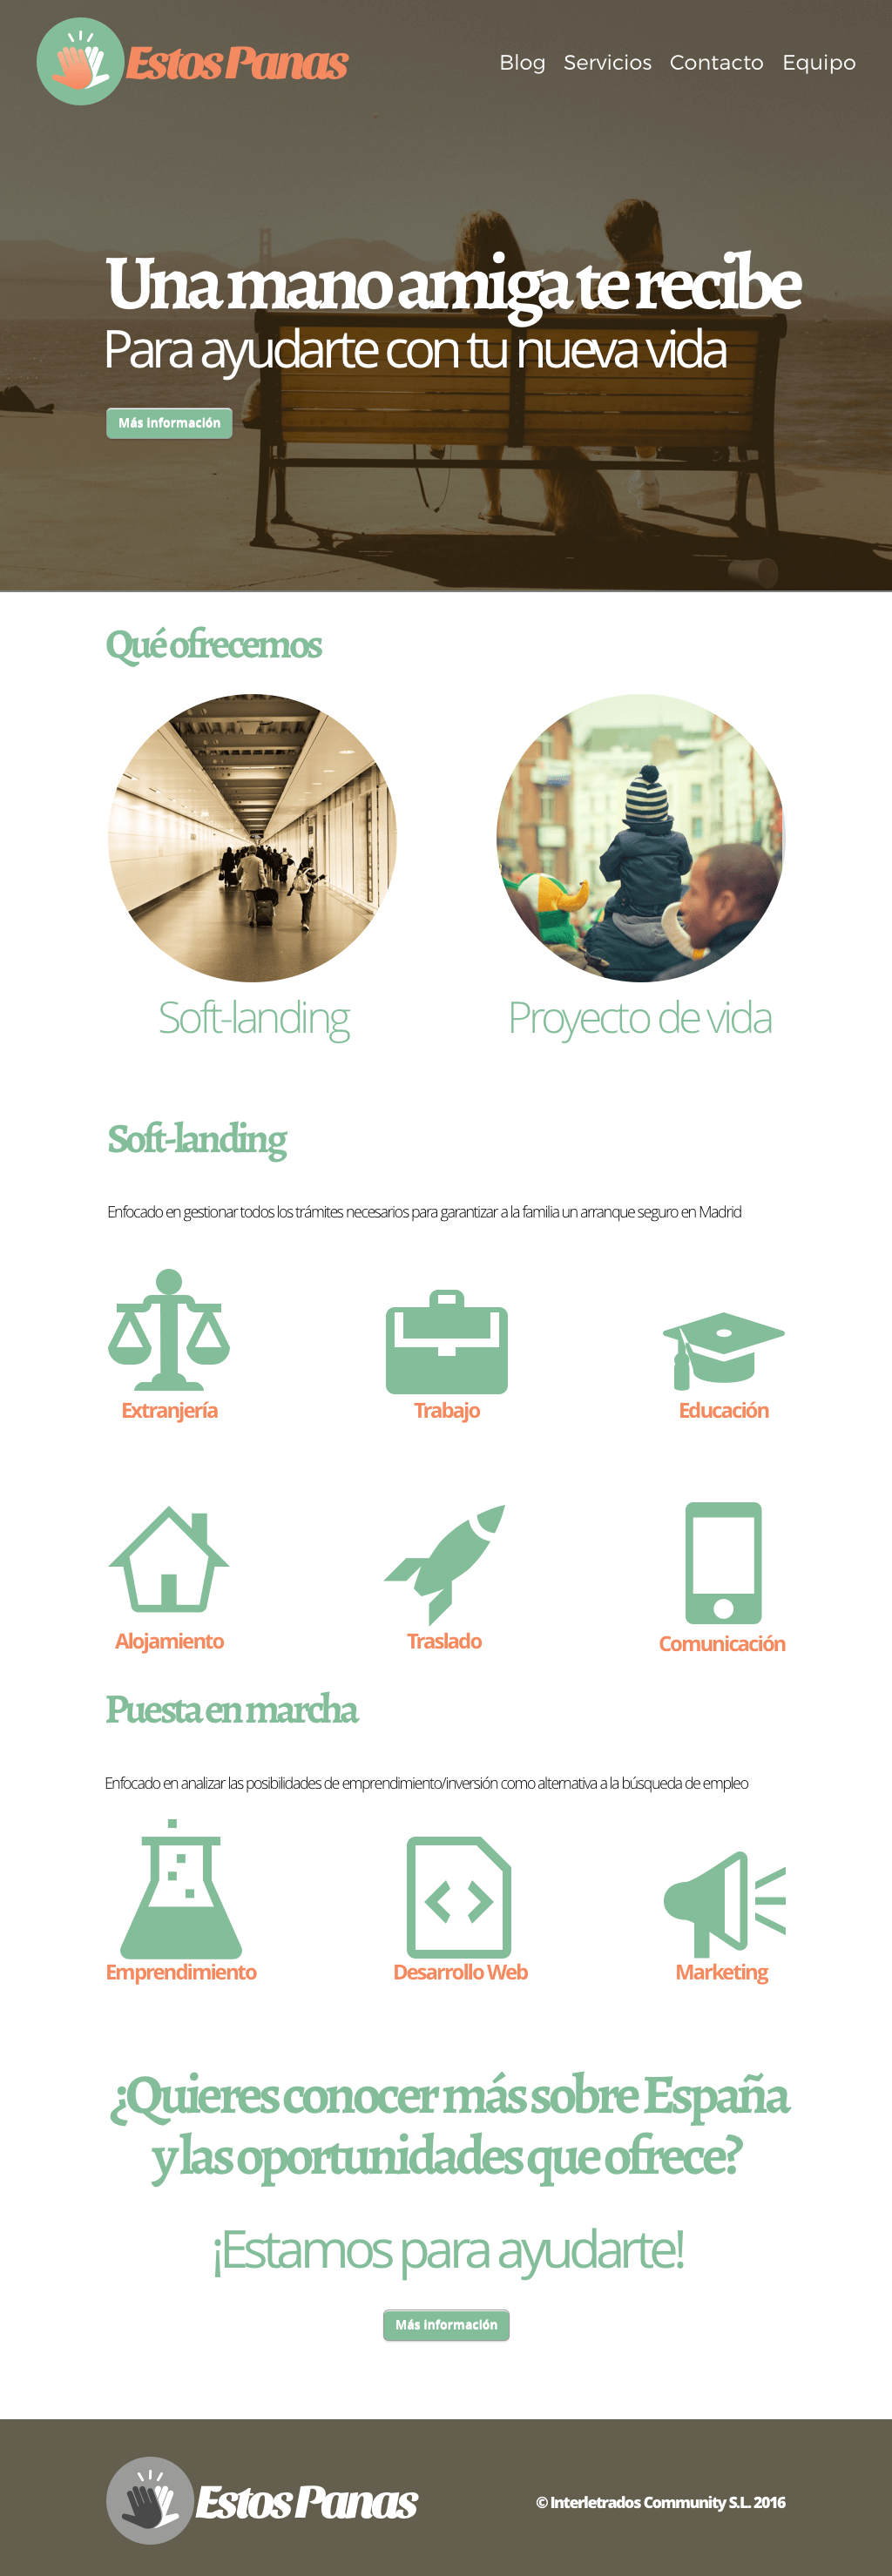 Estos Panas
Blog Servicios Contacto Equipo
Una mano amiga te recibe
Para ayudarte con tu nueva vida
Más información
Qué ofrecemos
Soft-landing
Proyecto de vida
Soft-landing
Enfocado en gestionar todos los trámites necesarios para garantizar a la familia un arranque seguro en Madrid
Extranjería
Trabajo
Educación
Alojamiento
Traslado
Comunicación
Puesta en marcha
Enfocado en analizar las posibilidades de emprendimiento/inversión como alternativa a la búsqueda de empleo
Emprendimiento
Desarrollo Web
Marketing
¿Quieres conocer más sobre España
y las oportunidades que ofrece?
¡Estamos para ayudarte!
Más información
Estos Panas
© Interletrados Community S.L. 2016